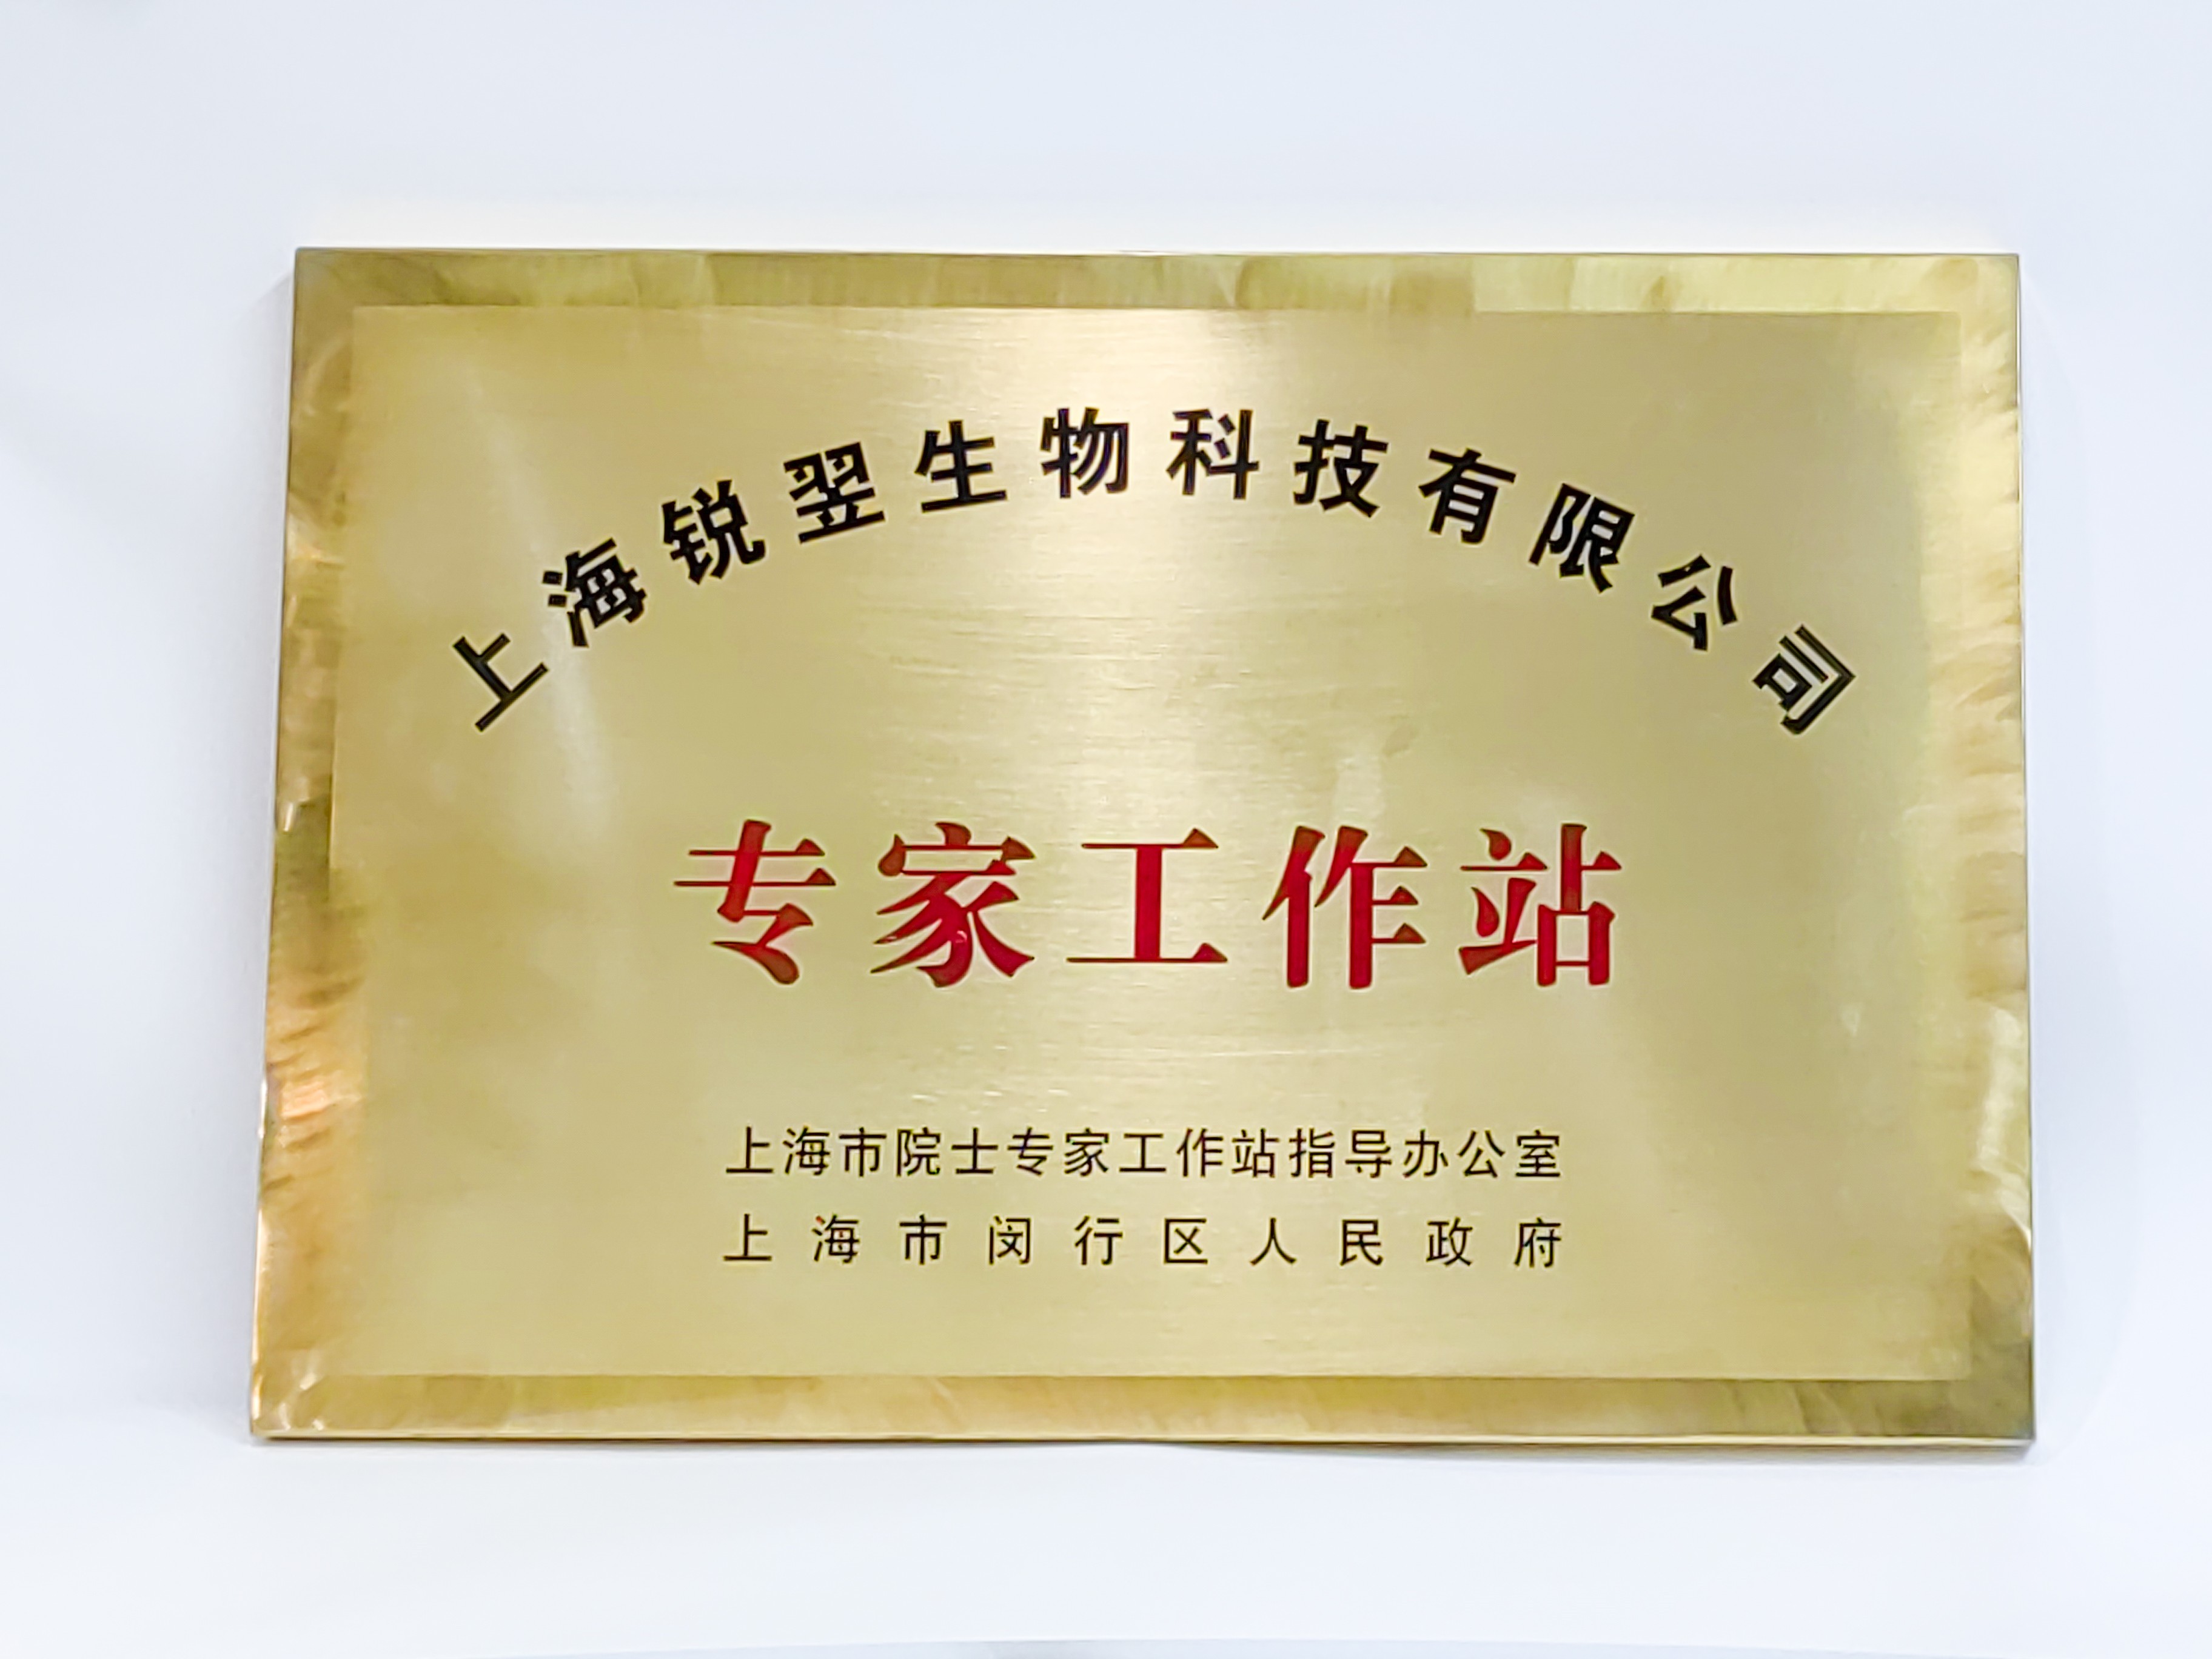 上海锐翌生物科技有限公司
专家工作站
上海市院士专家工作站指导办公室
上海市闵行区人民政府